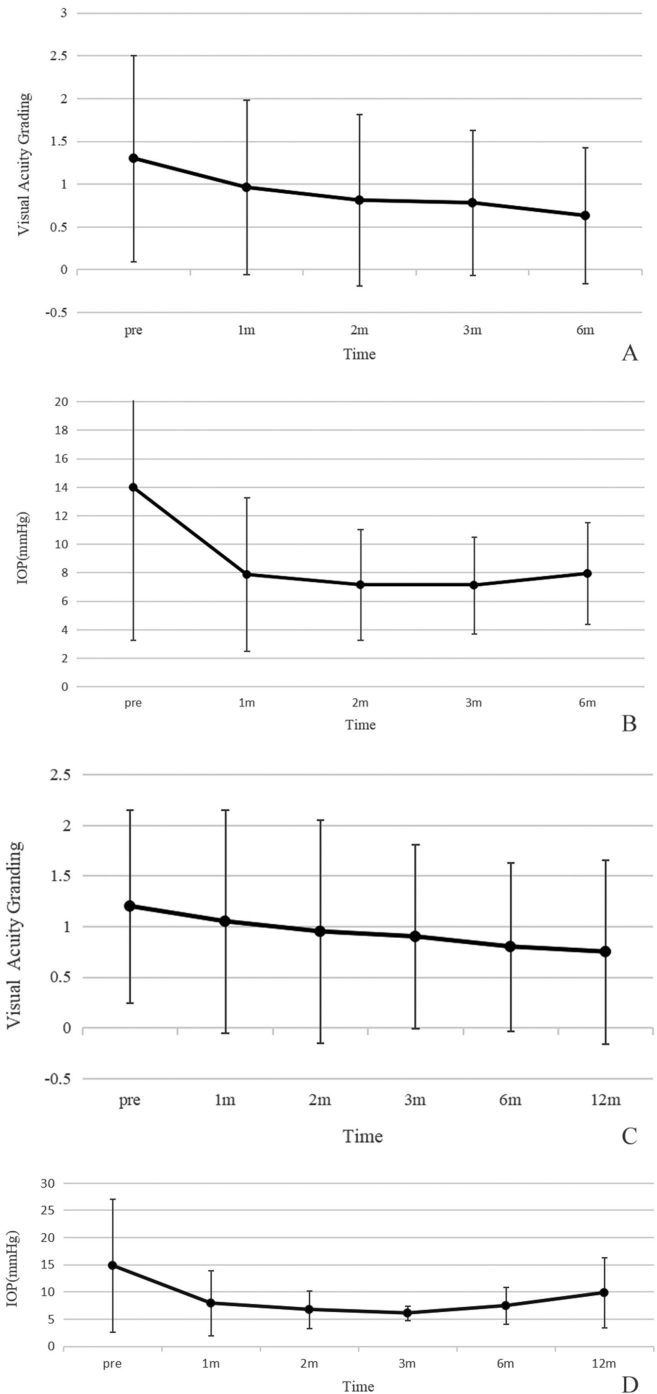 3
2.5
2
1.5
1
0.5
0
-0.5
Visual Acuity Grading
pre 1m 2m 3m 6m
Time
A
20
18
16
14
12
10
8
6
4
2
0
IOP(mmHg)
pre 1m 2m 3m 6m
Time
B
2.5
2
1.5
1
0.5
0
-0.5
Visual Acuity Granding
pre 1m 2m 3m 6m 12m
Time
C
30
25
20
15
10
5
0
IOP(mmHg)
pre 1m 2m 3m 6m 12m
Time
D